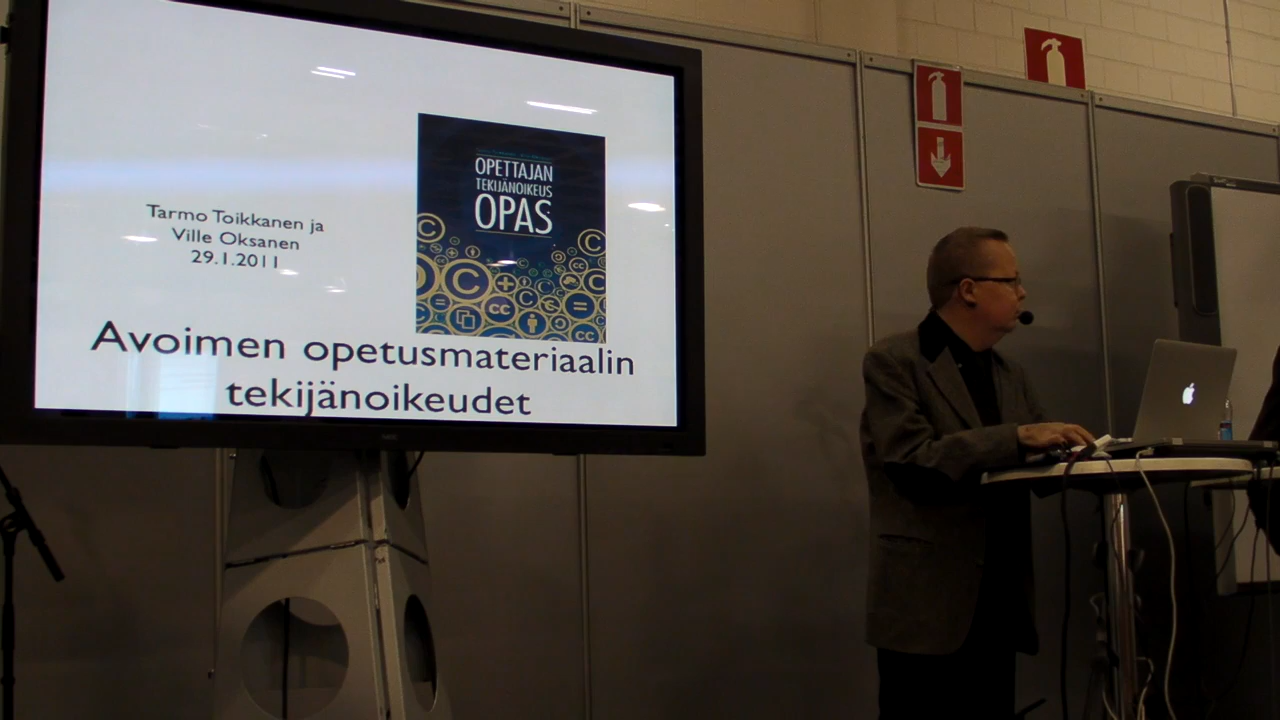 Tarmo Toikkanen ja
Ville Oksanen
29.1.2011
OPETTAJAN
TEKIJÄNOIKEUS
OPAS
Avoimen opetusmateriaalin
tekijänoikeudet